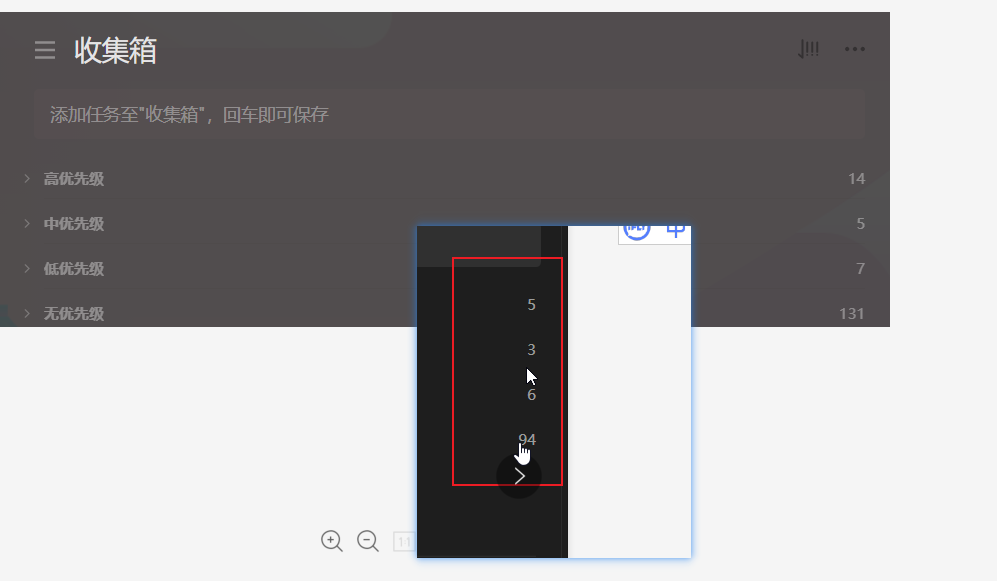 收集箱
添加任务至"收集箱"，回车即可保存
高优先级 14
中优先级 5
低优先级 7
无优先级 131
中
5
3
6
94
11